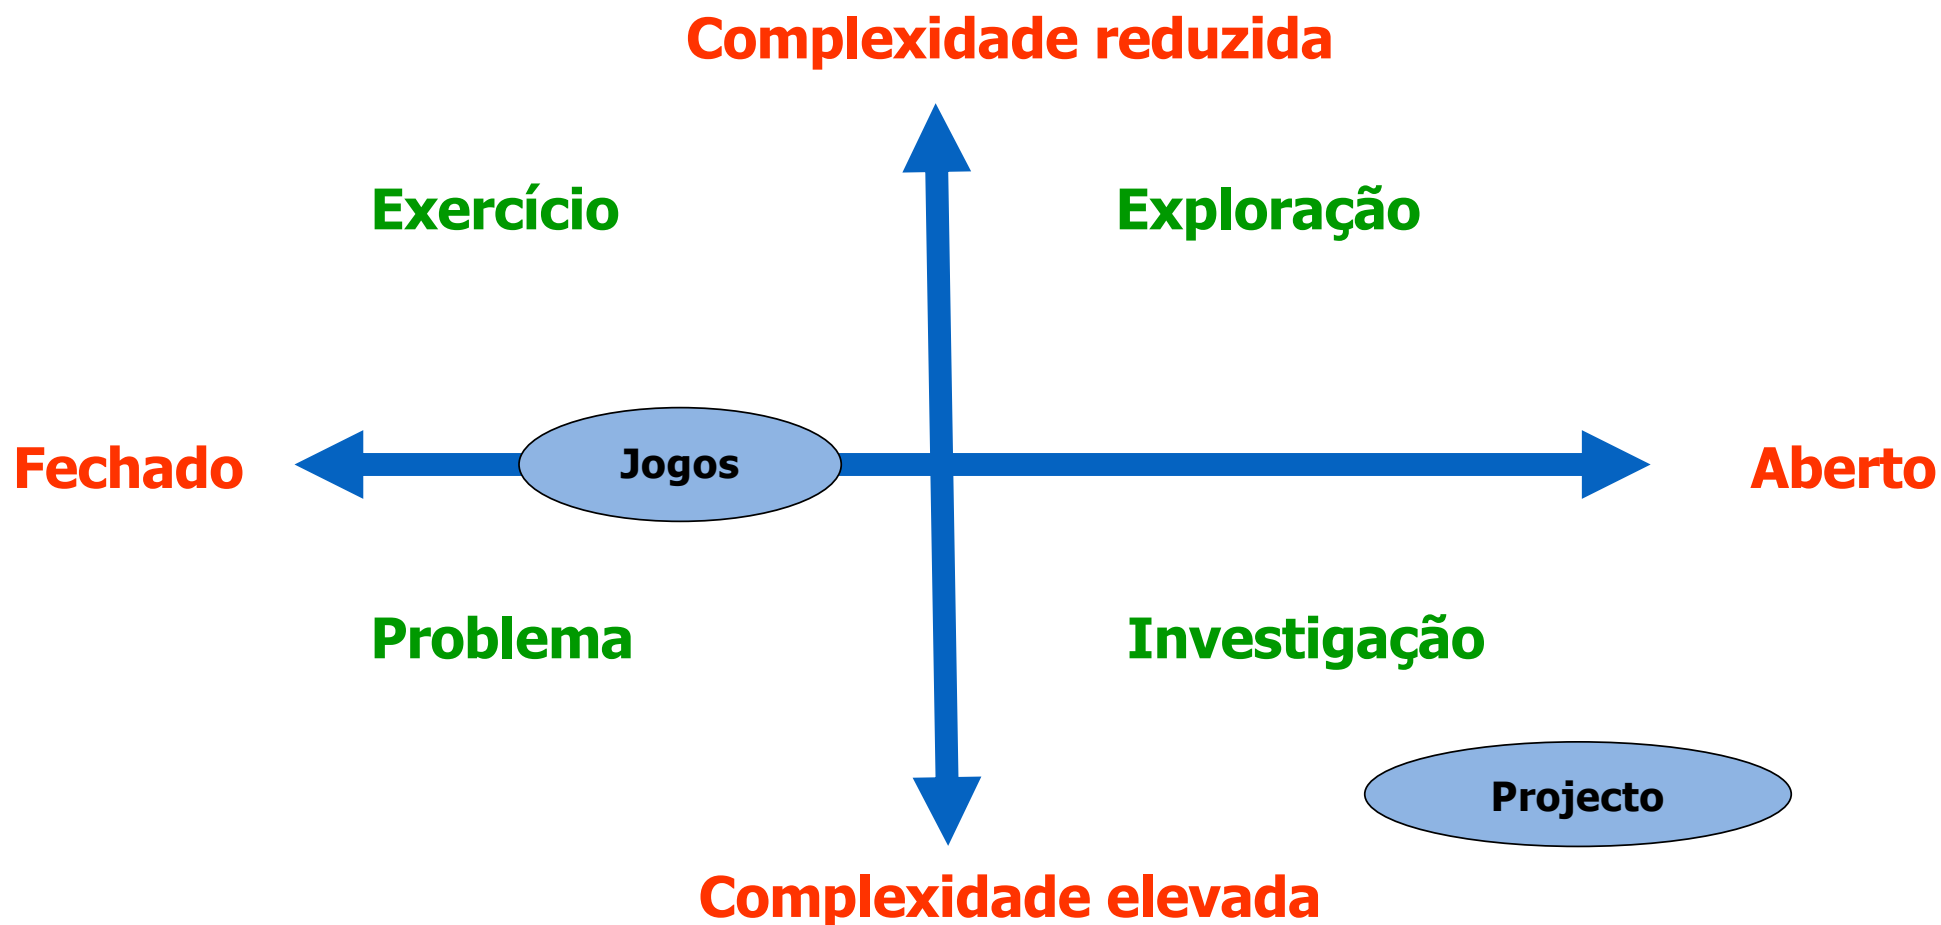 Complexidade reduzida
Exercício
Exploração
Fechado
Jogos
Aberto
Problema
Investigação
Projecto
Complexidade elevada